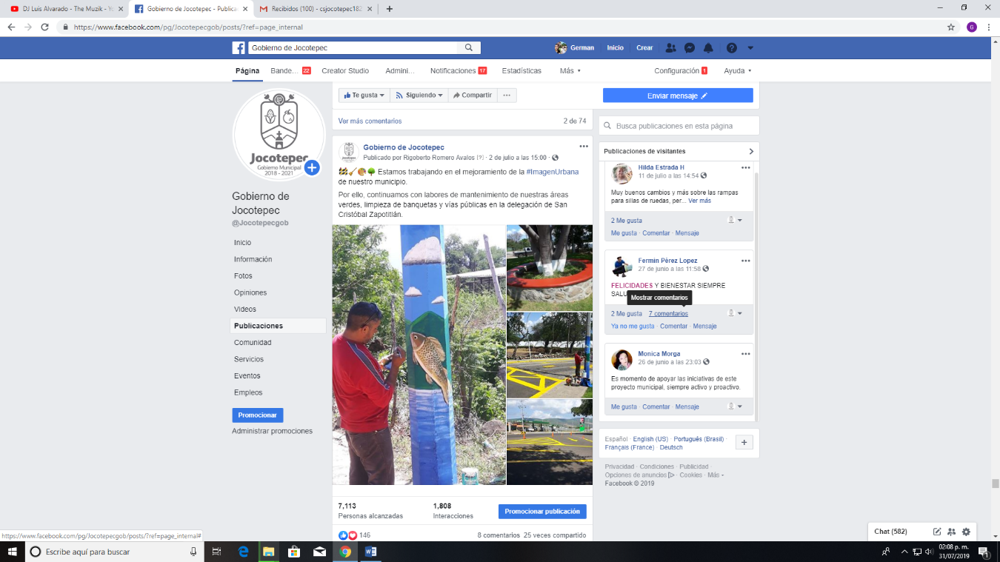 DJ Luis Alvarado - The Muzik - Yo
Gobierno de Jocotepec - Publica
Recibidos (100) - csjocotepec182
https://www.facebook.com/pg/Jocotepecgob/posts/?ref=page_internal
G
Gobierno de Jocotepec
German
Inicio
Crear
Página
Bande... 22
Creator Studio
Admini...
Notificaciones 17
Estadísticas
Más
Configuración 1
Ayuda
Jocotepec
Gobierno Municipal
2018 - 2021
Gobierno de
Jocotepec
@Jocotepecgob
Inicio
Información
Fotos
Opiniones
Videos
Publicaciones
Comunidad
Servicios
Eventos
Empleos
Promocionar
Administrar promociones
Te gusta
Siguiendo
Compartir
Ver más comentarios
2 de 74
Gobierno de Jocotepec
Publicado por Rigoberto Romero Avalos [?] · 2 de julio a las 15:00 ·
Estamos trabajando en el mejoramiento de la #ImagenUrbana
de nuestro municipio.
Por ello, continuamos con labores de mantenimiento de nuestras áreas
verdes, limpieza de banquetas y vías públicas en la delegación de San
Cristóbal Zapotitlán.
7,113
Personas alcanzadas
1,808
Interacciones
Promocionar publicación
146
8 comentarios 25 veces compartido
Enviar mensaje
Busca publicaciones en esta página
Publicaciones de visitantes
Hilda Estrada H
11 de julio a las 14:54
Muy buenos cambios y más sobre las rampas
para sillas de ruedas, per... Ver más
2 Me gusta
Me gusta · Comentar · Mensaje
Fermin Pérez Lopez
27 de junio a las 11:58
FELICIDADES Y BIENESTAR SIEMPRE
SALU
Mostrar comentarios
2 Me gusta 7 comentarios
Ya no me gusta · Comentar · Mensaje
Monica Morga
26 de junio a las 23:03
Es momento de apoyar las iniciativas de este
proyecto municipal, siempre activo y proactivo.
Me gusta · Comentar · Mensaje
Español · English (US) · Português (Brasil) ·
Français (France) · Deutsch
Privacidad · Condiciones · Publicidad ·
Opciones de anuncios · Cookies · Más
Facebook © 2019
Chat (582)
https://www.facebook.com/pg/Jocotepecgob/posts/?ref=page_internal#
Escribe aquí para buscar
02:08 p. m.
31/07/2019
1